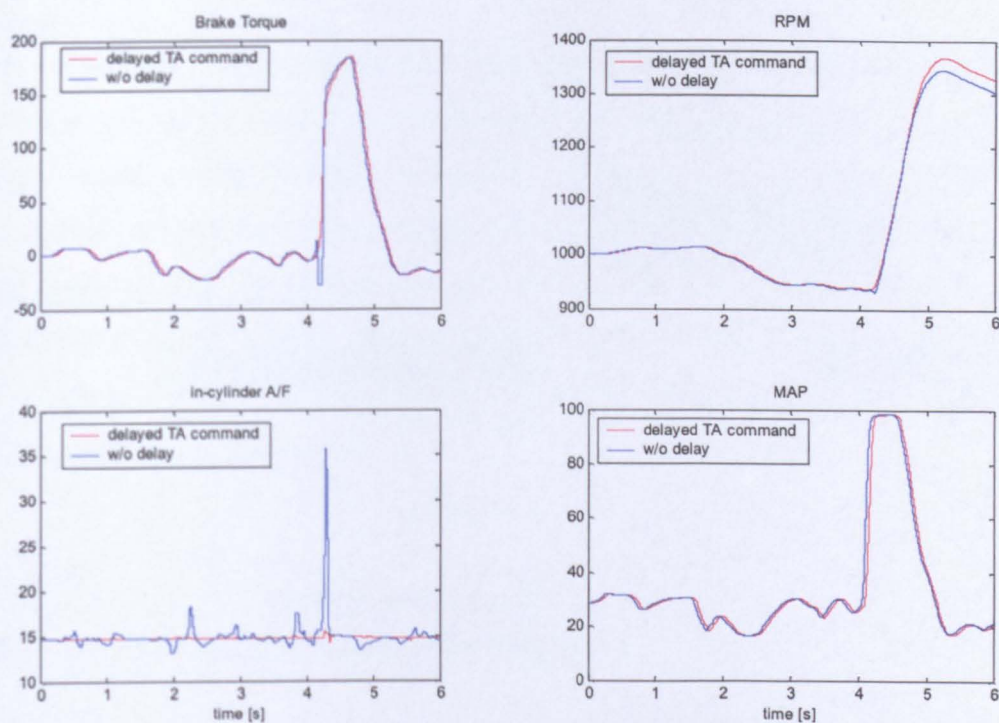 Brake Torque
200
150
100
50
0
-50
delayed TA command
w/o delay
0 1 2 3 4 5 6
RPM
1400
1300
1200
1100
1000
900
delayed TA command
w/o delay
0 1 2 3 4 5 6
in-cylinder A/F
40
35
30
25
20
15
10
delayed TA command
w/o delay
0 1 2 3 4 5 6
time [s]
MAP
100
80
60
40
20
0
delayed TA command
w/o delay
0 1 2 3 4 5 6
time [s]